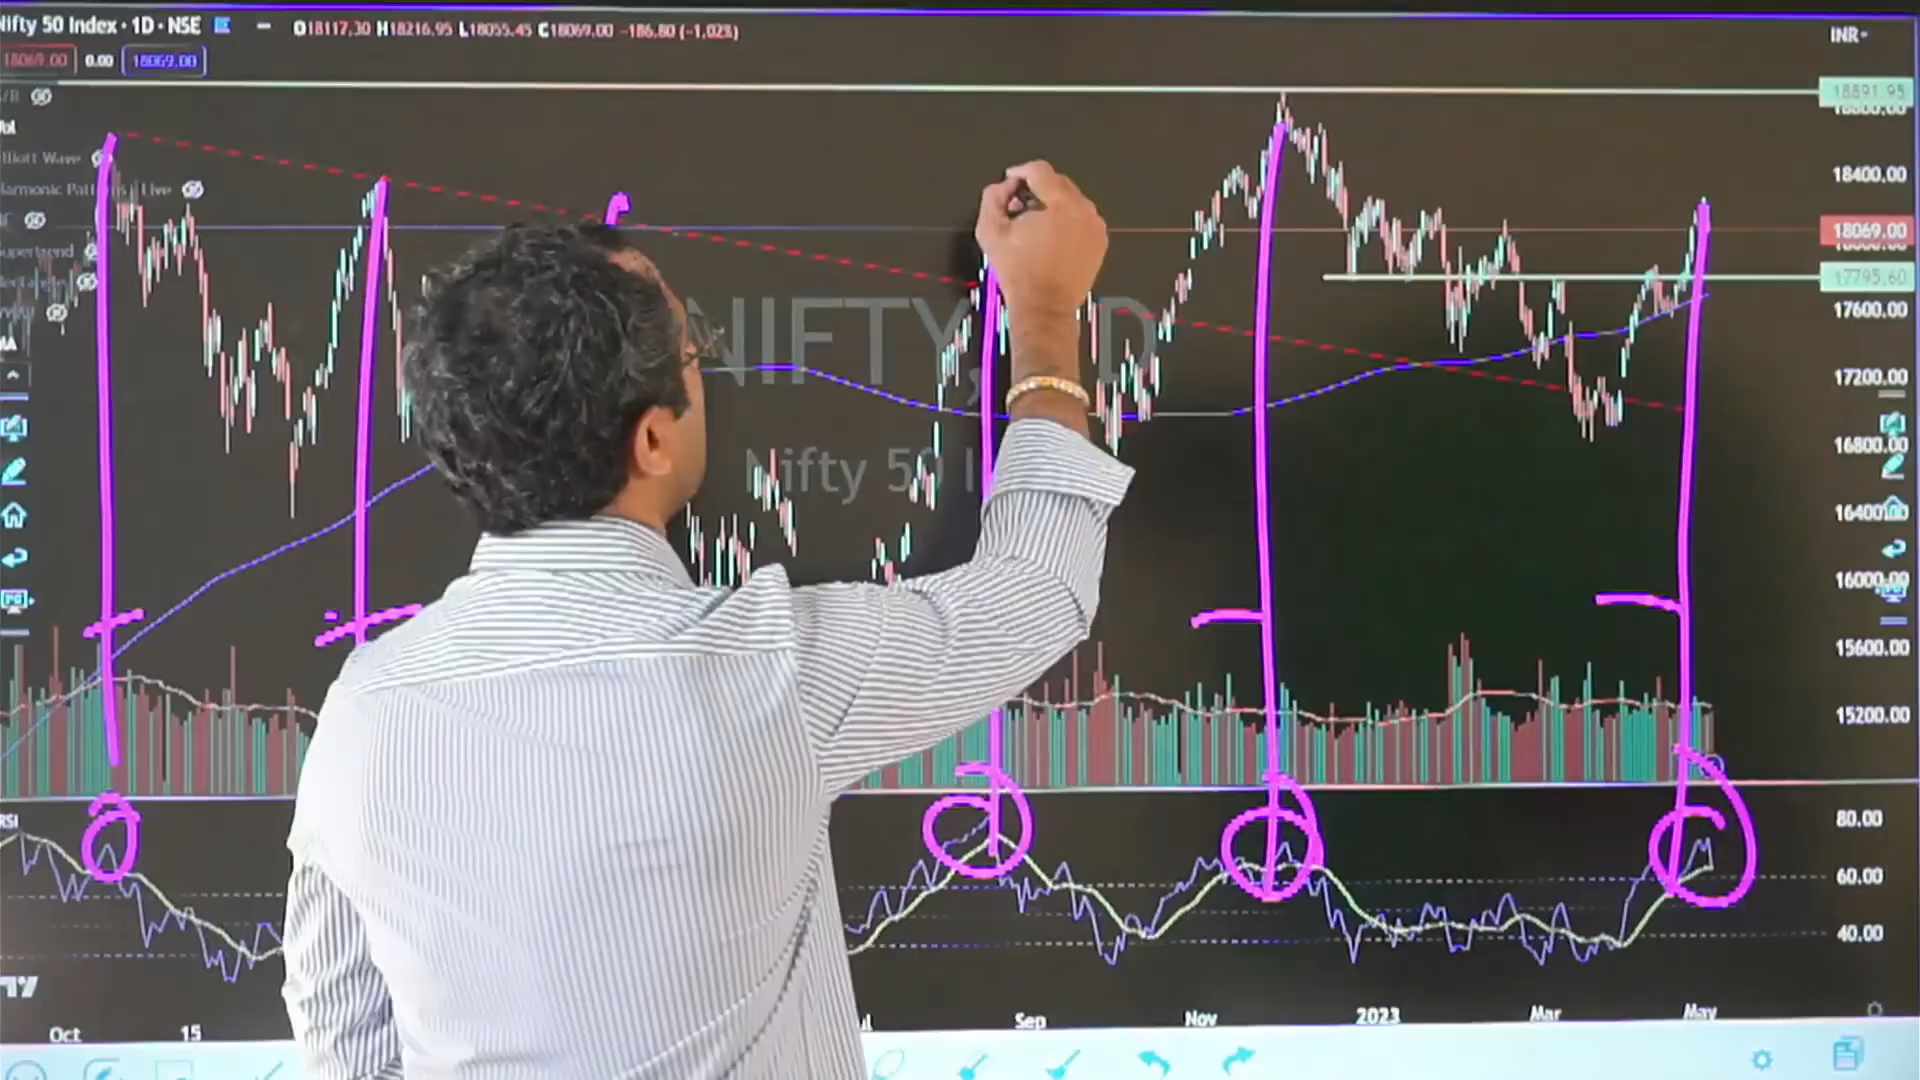 Nifty 50 Index · 1D · NSE
O18117.30 H18216.95 L18055.45 C18069.00 -186.80 (-1.02%)
INR
18069.00 0.00 18069.00
18891.95
18400.00
18069.00
17795.60
17600.00
17200.00
16800.00
16400.00
16000.00
15600.00
15200.00
Elliott Wave
Harmonic Patterns Live
Supertrend
NIFTY, 1D
Nifty 50 I
RSI
80.00
60.00
40.00
Oct 15 Sep Nov 2023 Mar May